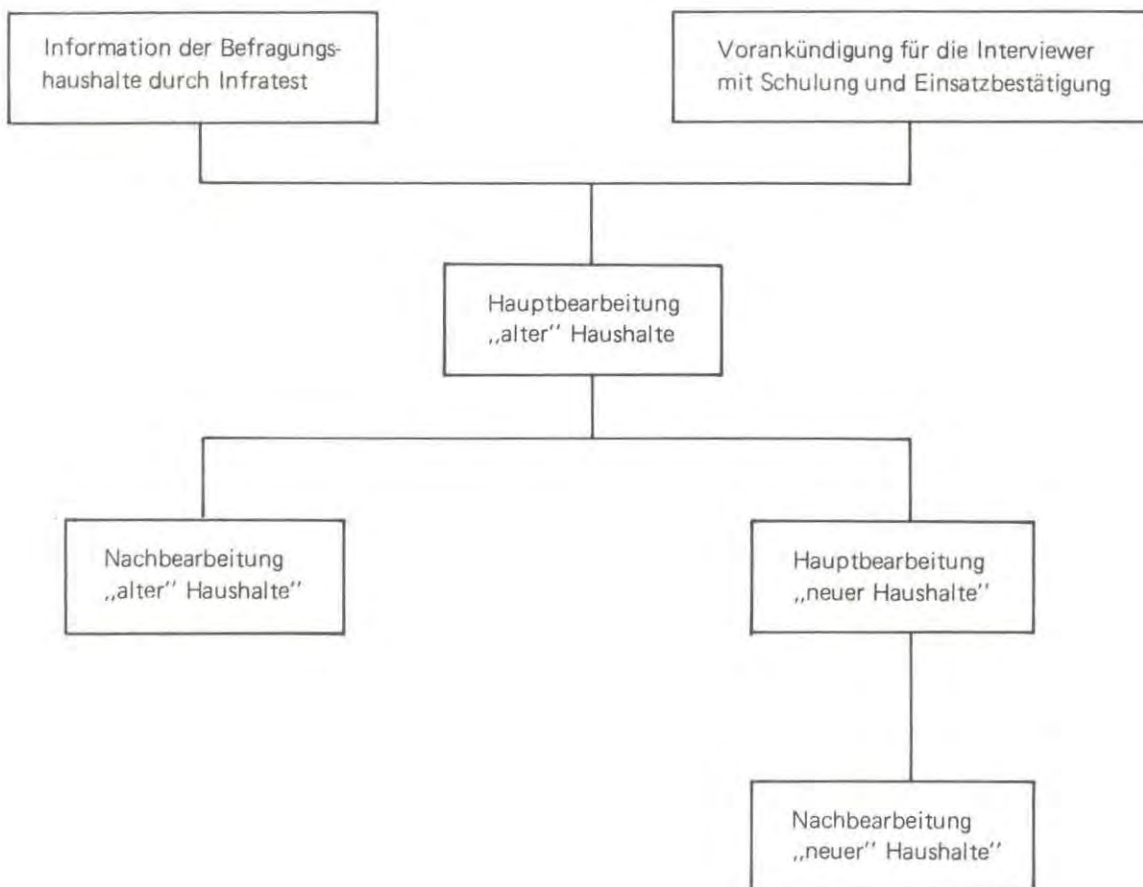 Information der Befragungs-
haushalte durch Infratest
Vorankündigung für die Interviewer
mit Schulung und Einsatzbestätigung
Hauptbearbeitung
,,alter'' Haushalte
Nachbearbeitung
,,alter'' Haushalte''
Hauptbearbeitung
,,neuer Haushalte''
Nachbearbeitung
,,neuer'' Haushalte''